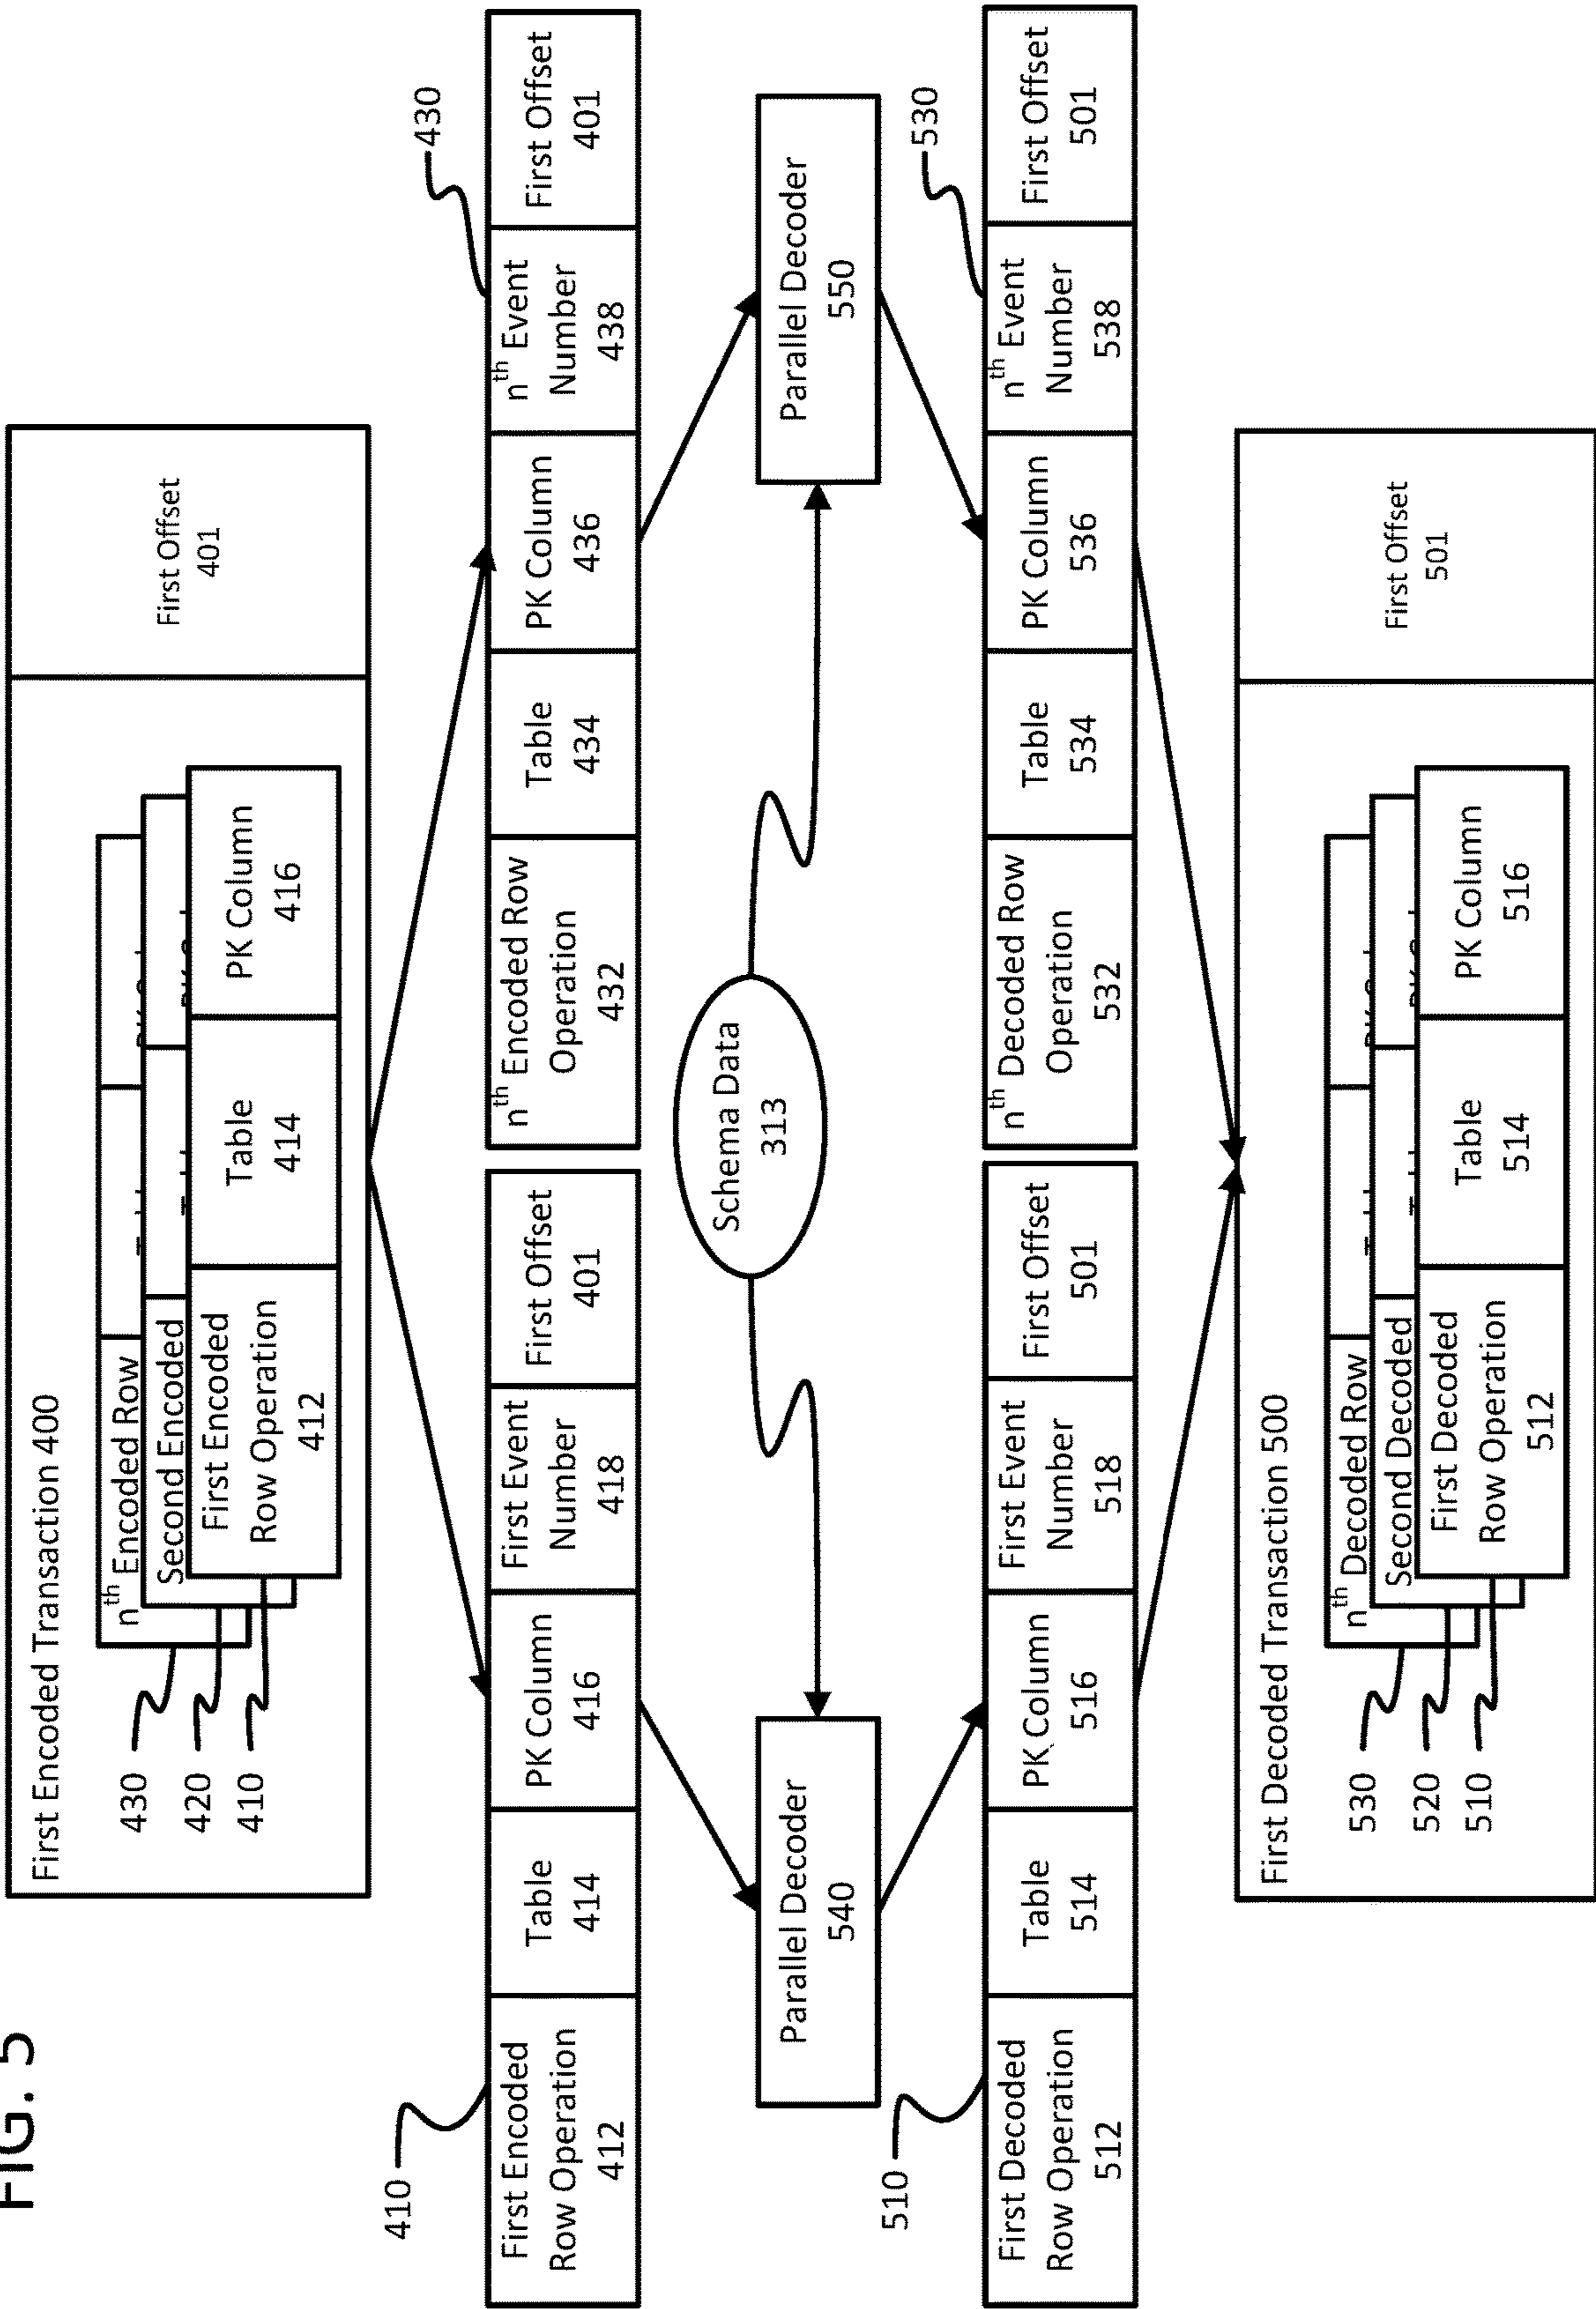 FIG. 5
First Encoded Transaction 400
430
420
410
nth Encoded Row
Second Encoded
First Encoded
Row Operation
412
Table
414
PK Column
416
First Offset
401
410
First Encoded
Row Operation
412
Table
414
PK Column
416
First Event
Number
418
First Offset
401
430
nth Encoded Row
Operation
432
Table
434
PK Column
436
nth Event
Number
438
First Offset
401
Parallel Decoder
540
Schema Data
313
Parallel Decoder
550
510
First Decoded
Row Operation
512
Table
514
PK Column
516
First Event
Number
518
First Offset
501
530
nth Decoded Row
Operation
532
Table
534
PK Column
536
nth Event
Number
538
First Offset
501
First Decoded Transaction 500
530
520
510
nth Decoded Row
Second Decoded
First Decoded
Row Operation
512
Table
514
PK Column
516
First Offset
501